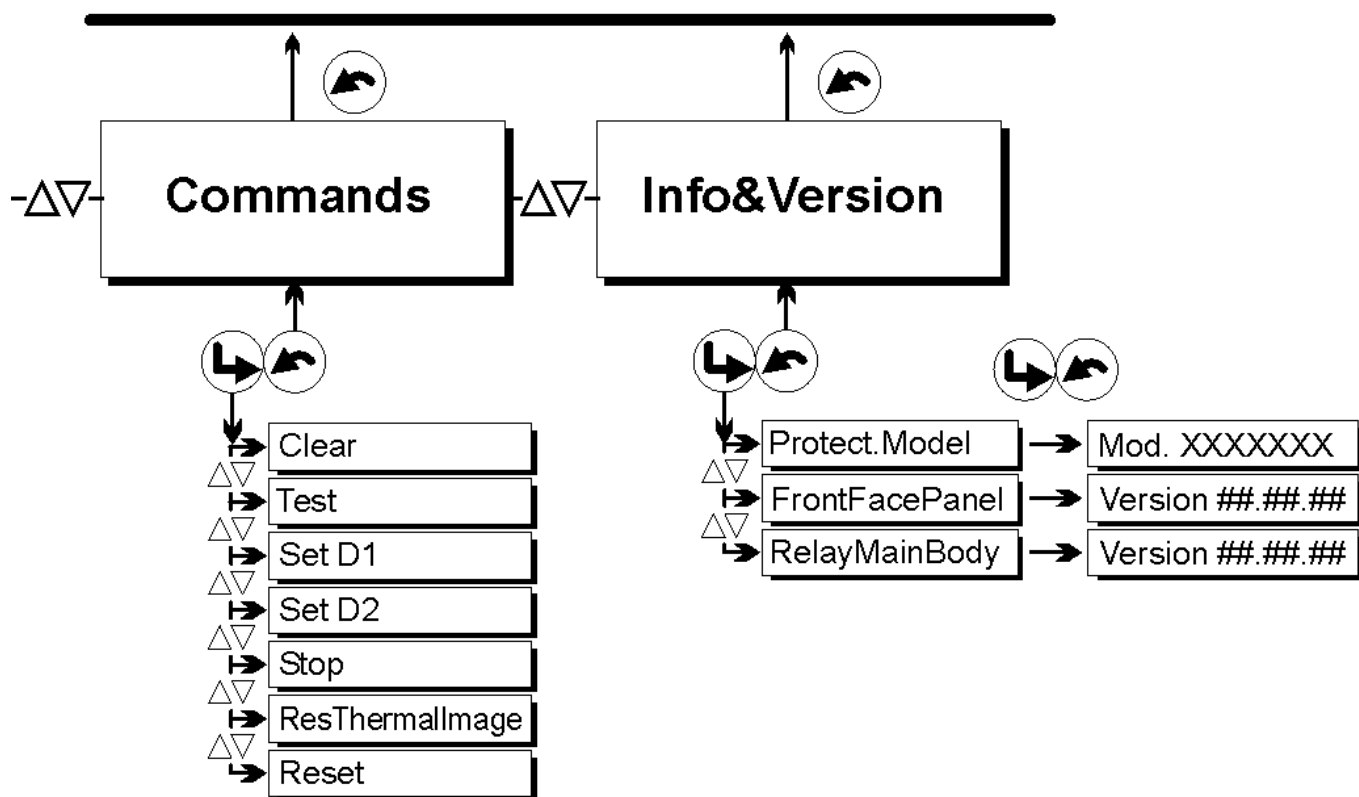 Commands
Info&Version
Clear
Test
Set D1
Set D2
Stop
ResThermalImage
Reset
Protect.Model
Mod. XXXXXXX
FrontFacePanel
Version ##.##.##
RelayMainBody
Version ##.##.##